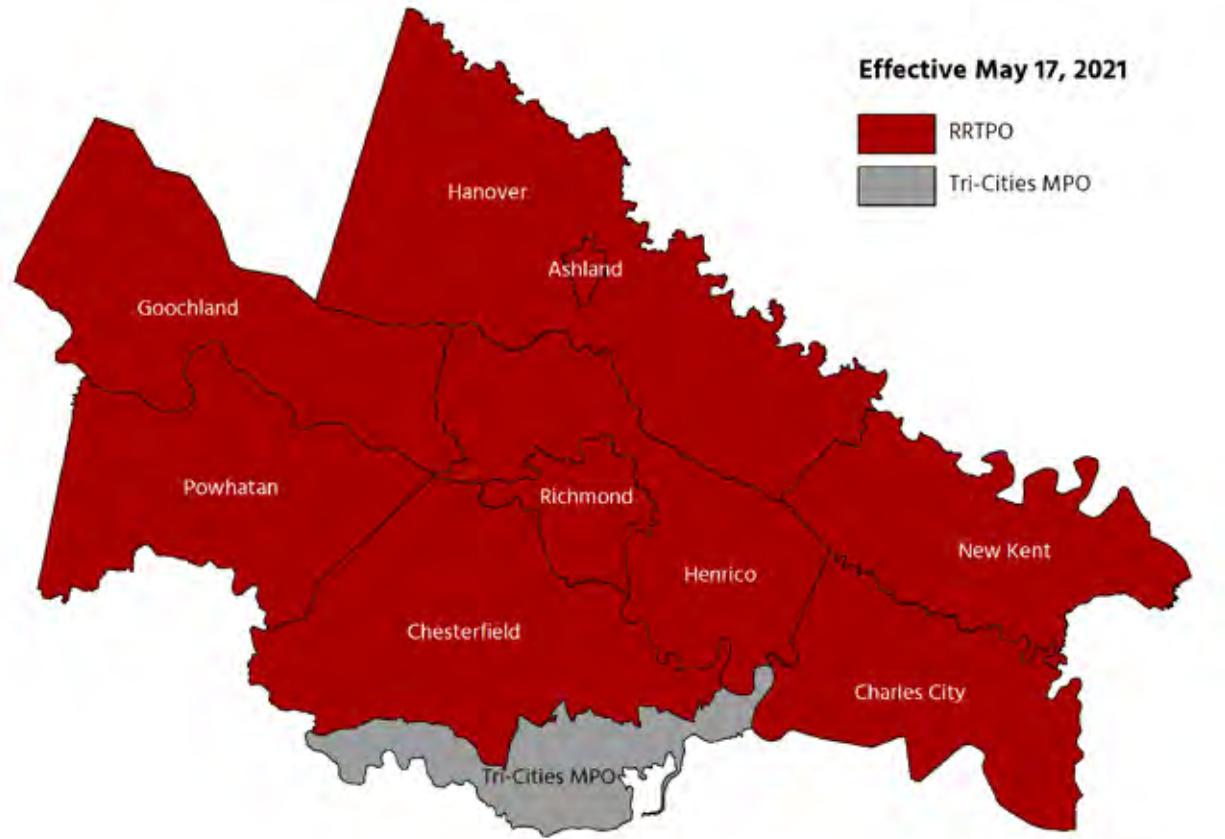 Effective May 17, 2021
RRTPO
Tri-Cities MPO
Hanover
Ashland
Goochland
Powhatan
Richmond
New Kent
Henrico
Chesterfield
Charles City
Tri-Cities MPO